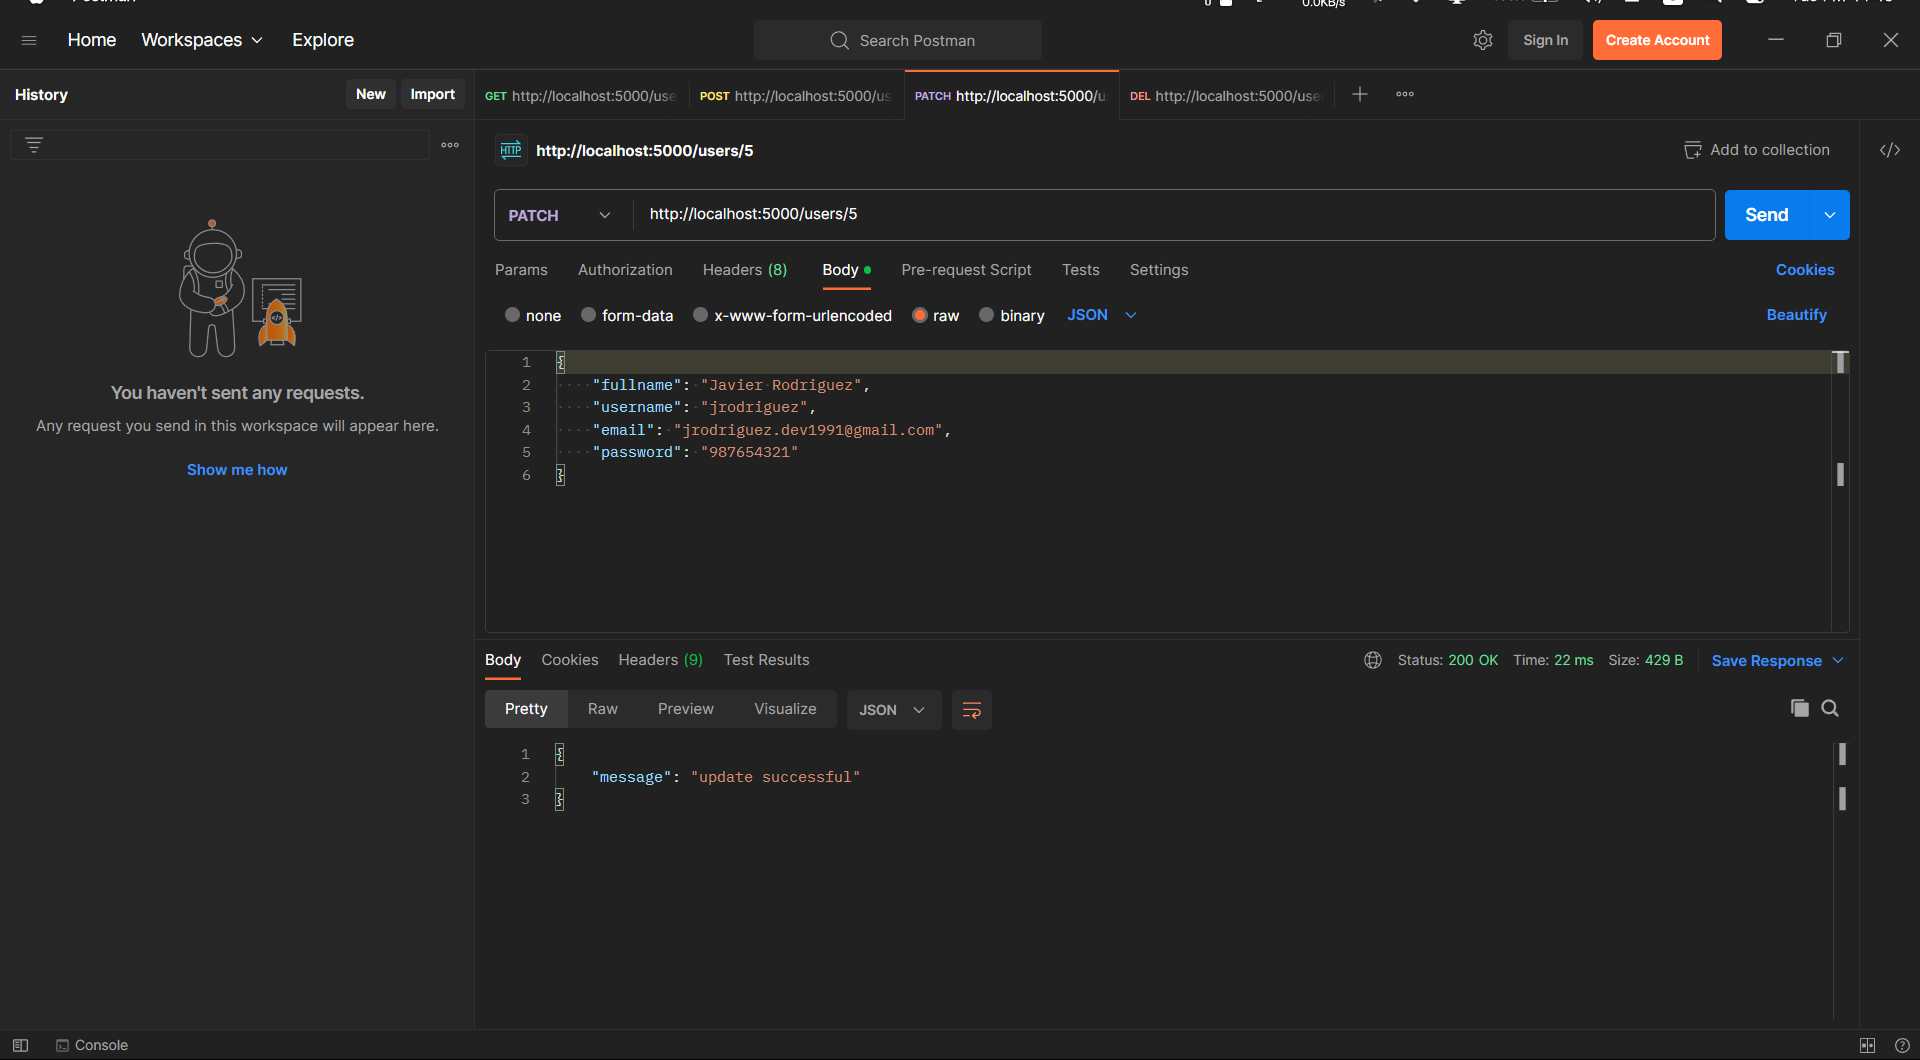 Home Workspaces Explore
Search Postman
Sign In
Create Account
History
New
Import
GET http://localhost:5000/use
POST http://localhost:5000/us
PATCH http://localhost:5000/u
DEL http://localhost:5000/use
HTTP http://localhost:5000/users/5
Add to collection
PATCH http://localhost:5000/users/5
Send
Params Authorization Headers (8) Body Pre-request Script Tests Settings
Cookies
none form-data x-www-form-urlencoded raw binary JSON
Beautify
1 {
2 "fullname": "Javier Rodriguez",
3 "username": "jrodriguez",
4 "email": "jrodriguez.dev1991@gmail.com",
5 "password": "987654321"
6 }
You haven't sent any requests.
Any request you send in this workspace will appear here.
Show me how
Body Cookies Headers (9) Test Results
Status: 200 OK Time: 22 ms Size: 429 B
Save Response
Pretty Raw Preview Visualize JSON
1 {
2 "message": "update successful"
3 }
Console